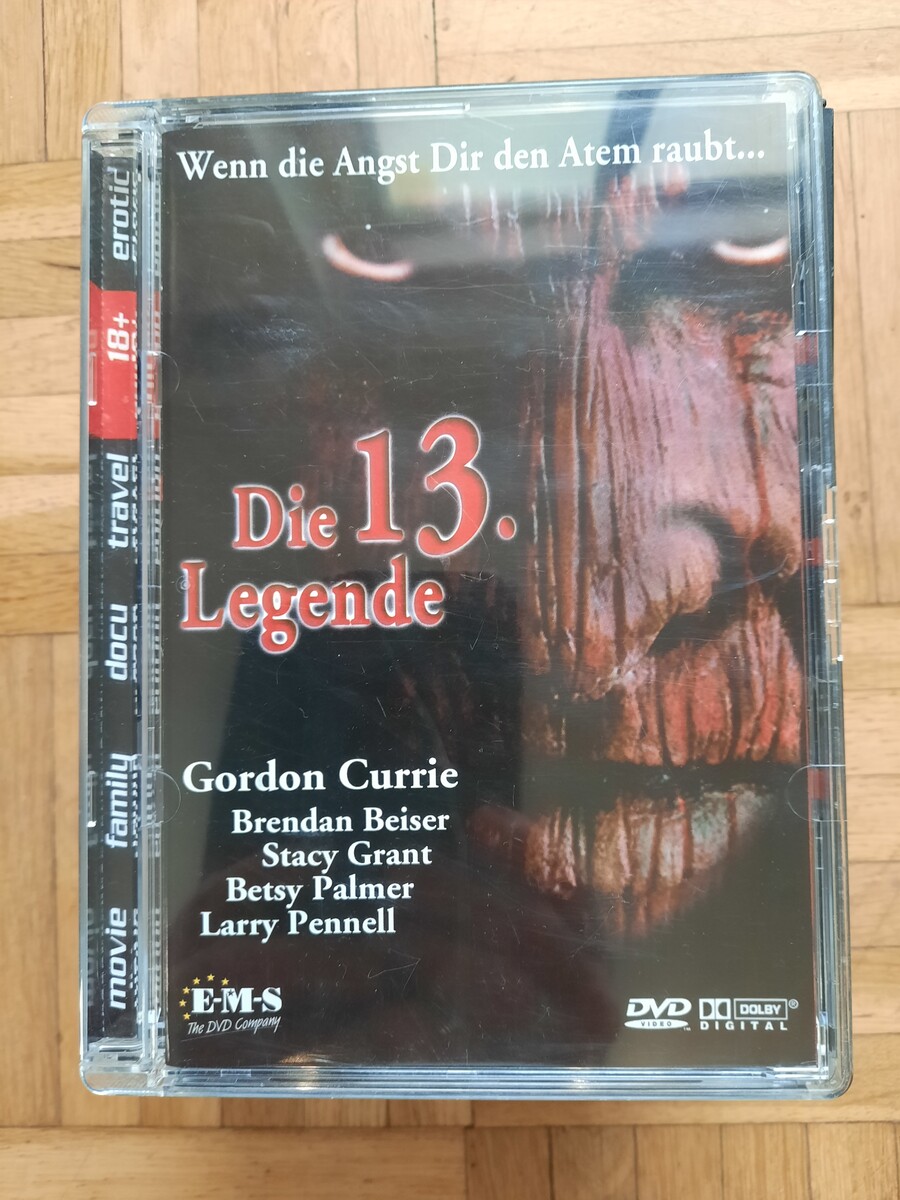 Wenn die Angst Dir den Atem raubt...
Die 13.
Legende
Gordon Currie
Brendan Beiser
Stacy Grant
Betsy Palmer
Larry Pennell
E-M-S
The DVD Company
DVD
VIDEO
DOLBY
DIGITAL
movie family docu travel 18+ erotic